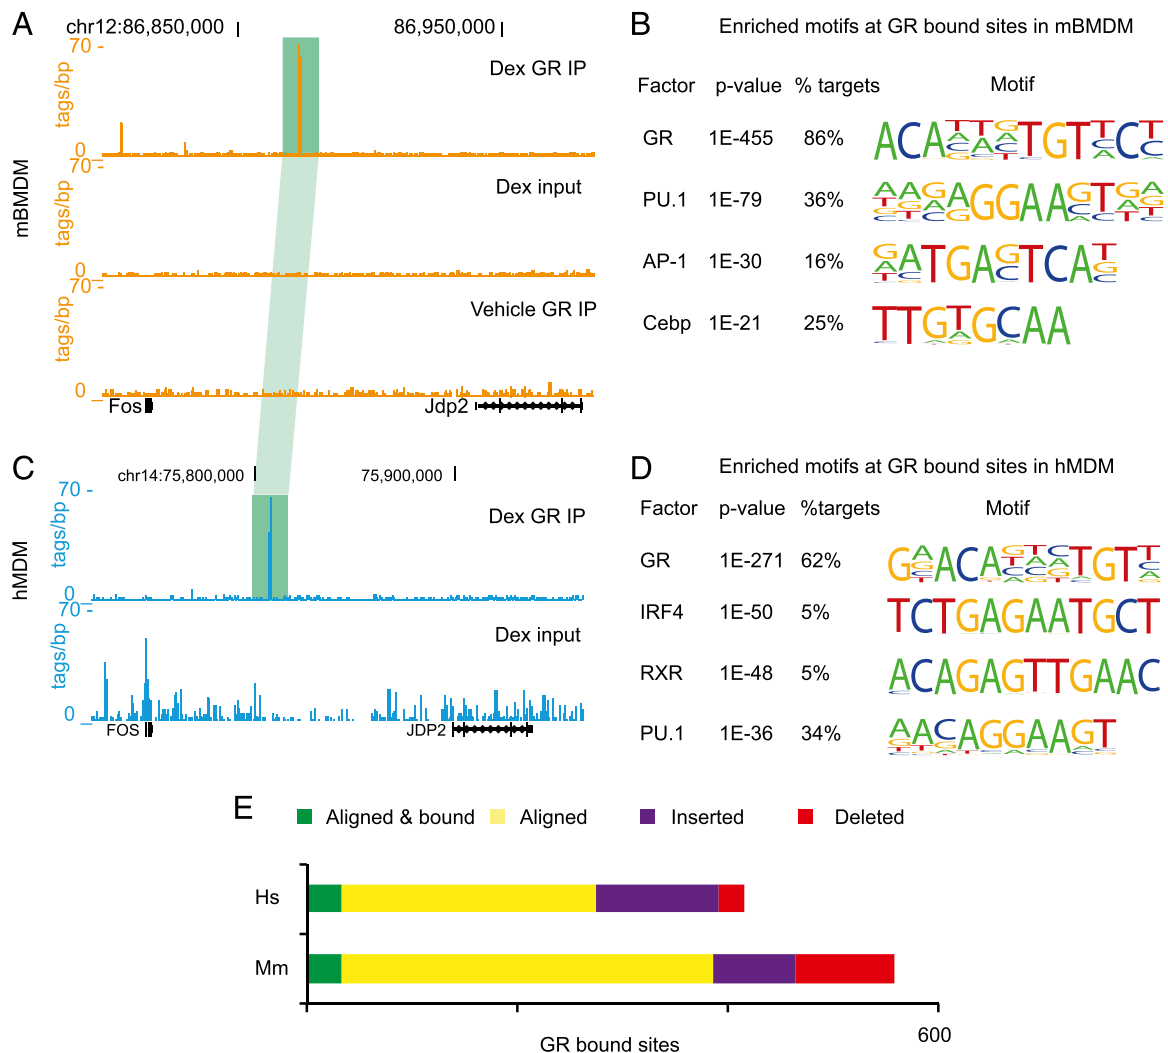 A
chr12:86,850,000
86,950,000
70 -
Dex GR IP
tags/bp
0
70-
Dex input
tags/bp
0
70-
Vehicle GR IP
tags/bp
0
mBMDM
Fos
Jdp2
B
Enriched motifs at GR bound sites in mBMDM
Factor p-value % targets Motif
GR 1E-455 86%
PU.1 1E-79 36%
AP-1 1E-30 16%
Cebp 1E-21 25%
C
chr14:75,800,000
75,900,000
70 -
Dex GR IP
tags/bp
0
70-
Dex input
tags/bp
0
hMDM
FOS
JDP2
D
Enriched motifs at GR bound sites in hMDM
Factor p-value %targets Motif
GR 1E-271 62%
IRF4 1E-50 5%
TCTGAGAATGCT
RXR 1E-48 5%
ACAGAGTTGAAC
PU.1 1E-36 34%
E
Aligned & bound Aligned Inserted Deleted
Hs
Mm
600
GR bound sites